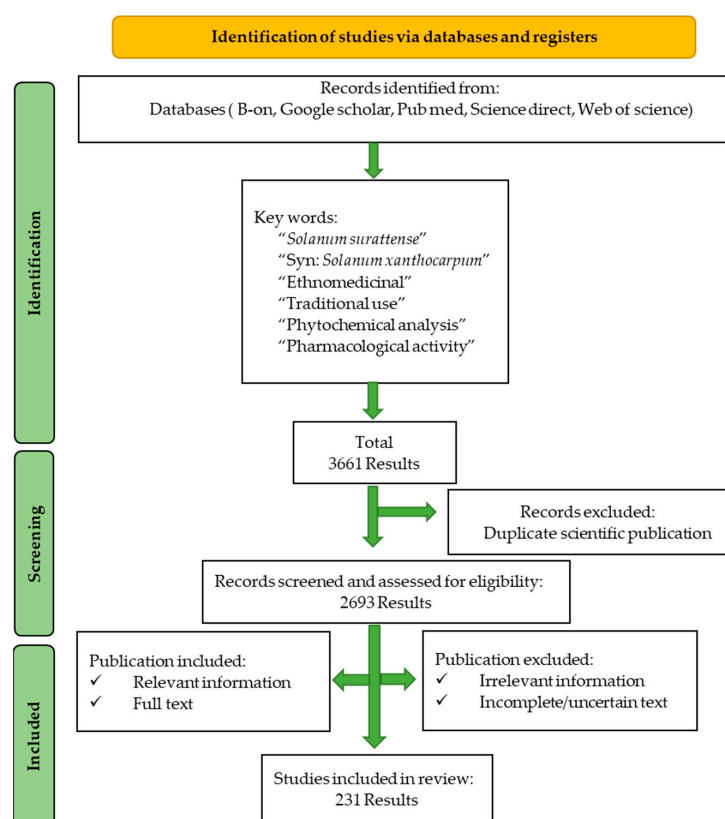 Identification of studies via databases and registers
Identification
Records identified from:
Databases ( B-on, Google scholar, Pub med, Science direct, Web of science)
Key words:
“Solanum surattense”
“Syn: Solanum xanthocarpum”
“Ethnomedicinal”
“Traditional use”
“Phytochemical analysis”
“Pharmacological activity”
Total
3661 Results
Screening
Records excluded:
Duplicate scientific publication
Records screened and assessed for eligibility:
2693 Results
Included
Publication included:
✓ Relevant information
✓ Full text
Publication excluded:
✓ Irrelevant information
✓ Incomplete/uncertain text
Studies included in review:
231 Results